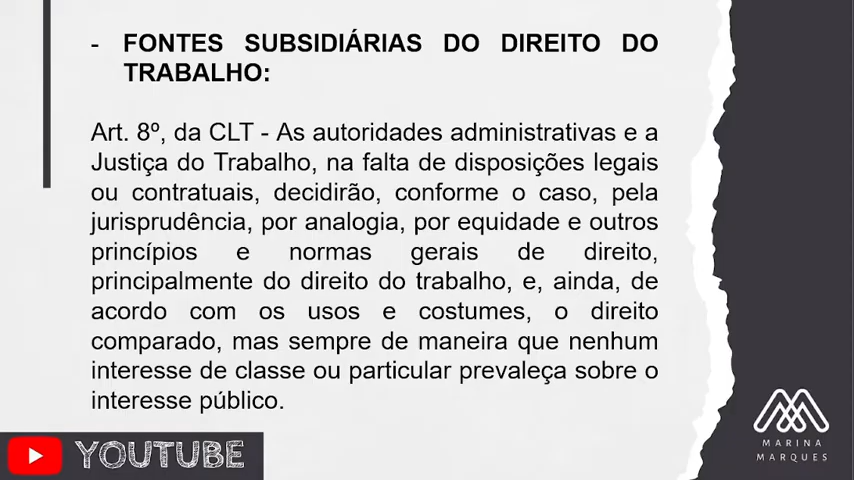 - FONTES SUBSIDIÁRIAS DO DIREITO DO
TRABALHO:
Art. 8º, da CLT - As autoridades administrativas e a
Justiça do Trabalho, na falta de disposições legais
ou contratuais, decidirão, conforme o caso, pela
jurisprudência, por analogia, por equidade e outros
princípios e normas gerais de direito,
principalmente do direito do trabalho, e, ainda, de
acordo com os usos e costumes, o direito
comparado, mas sempre de maneira que nenhum
interesse de classe ou particular prevaleça sobre o
interesse público.
YOUTUBE
MARINA
MARQUES